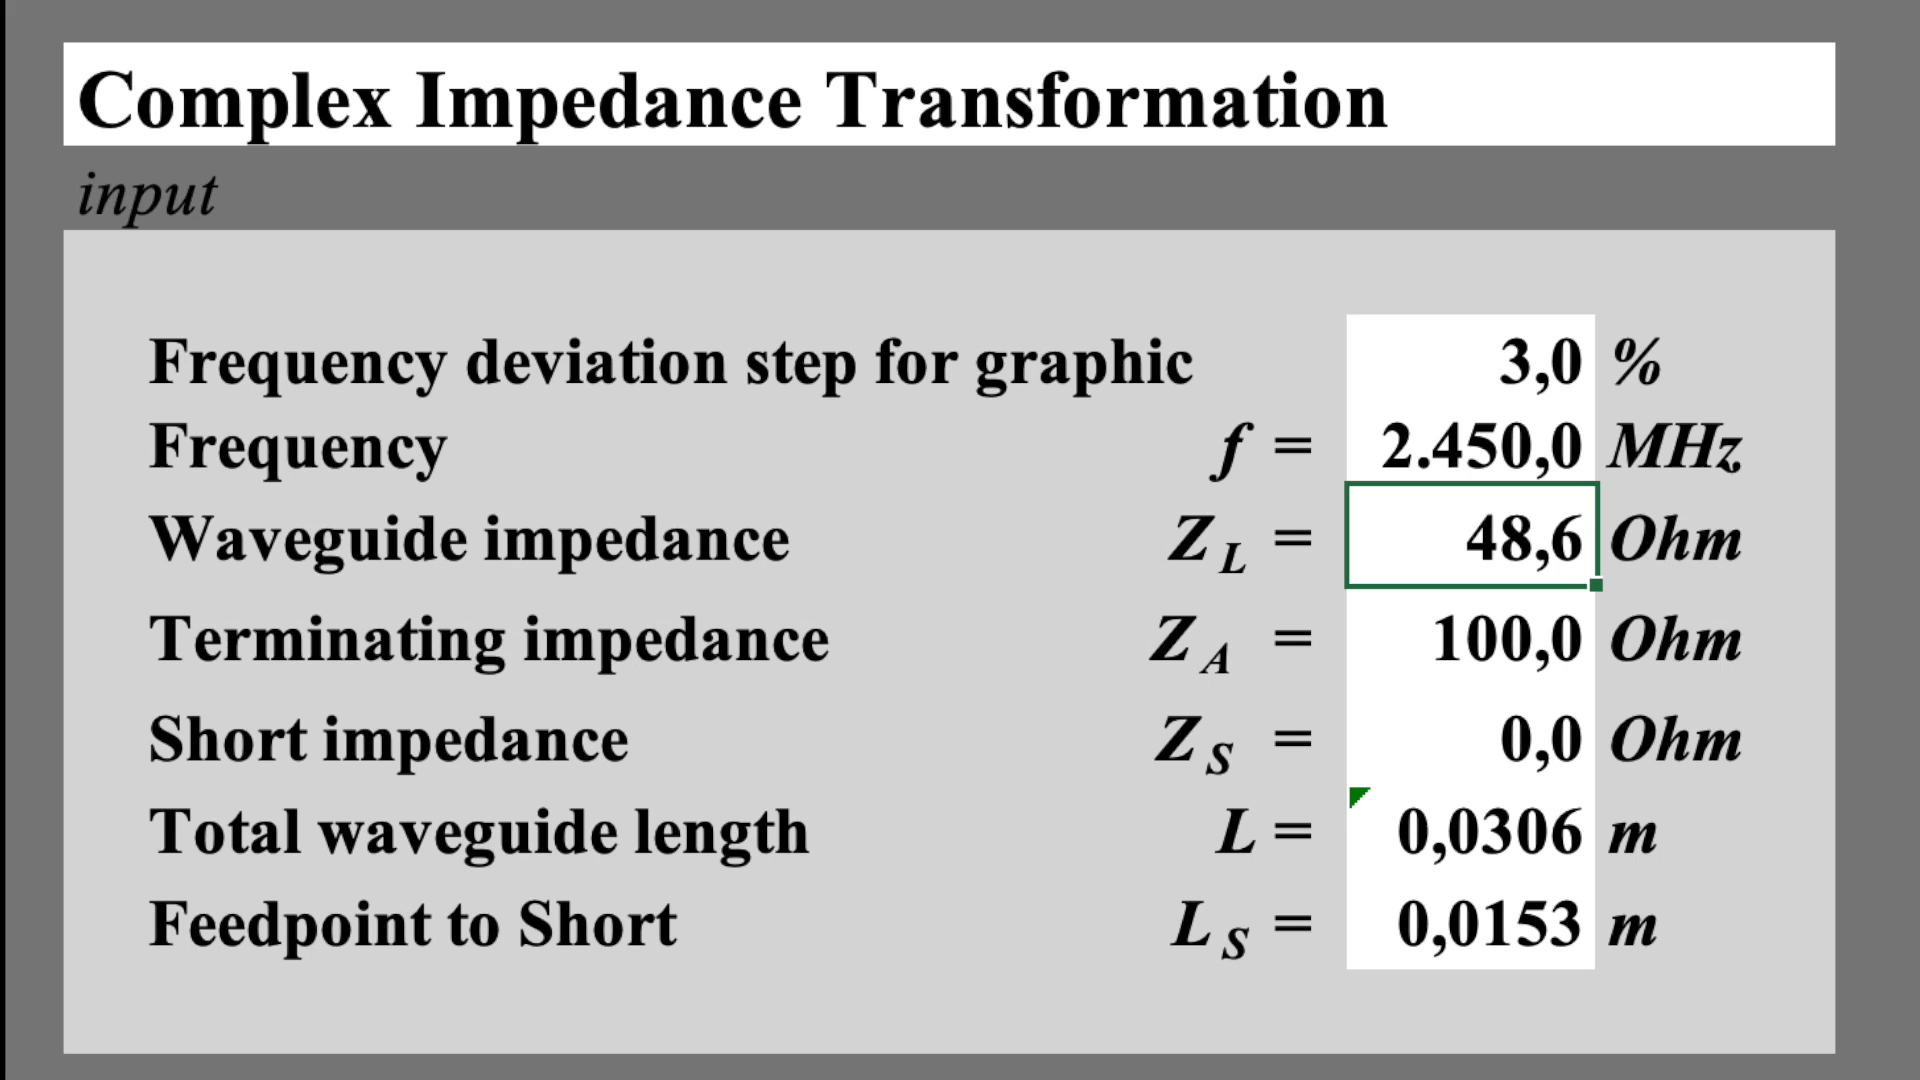 Complex Impedance Transformation
input
Frequency deviation step for graphic 3,0 %
Frequency f = 2.450,0 MHz
Waveguide impedance Z L = 48,6 Ohm
Terminating impedance Z A = 100,0 Ohm
Short impedance Z S = 0,0 Ohm
Total waveguide length L = 0,0306 m
Feedpoint to Short L S = 0,0153 m